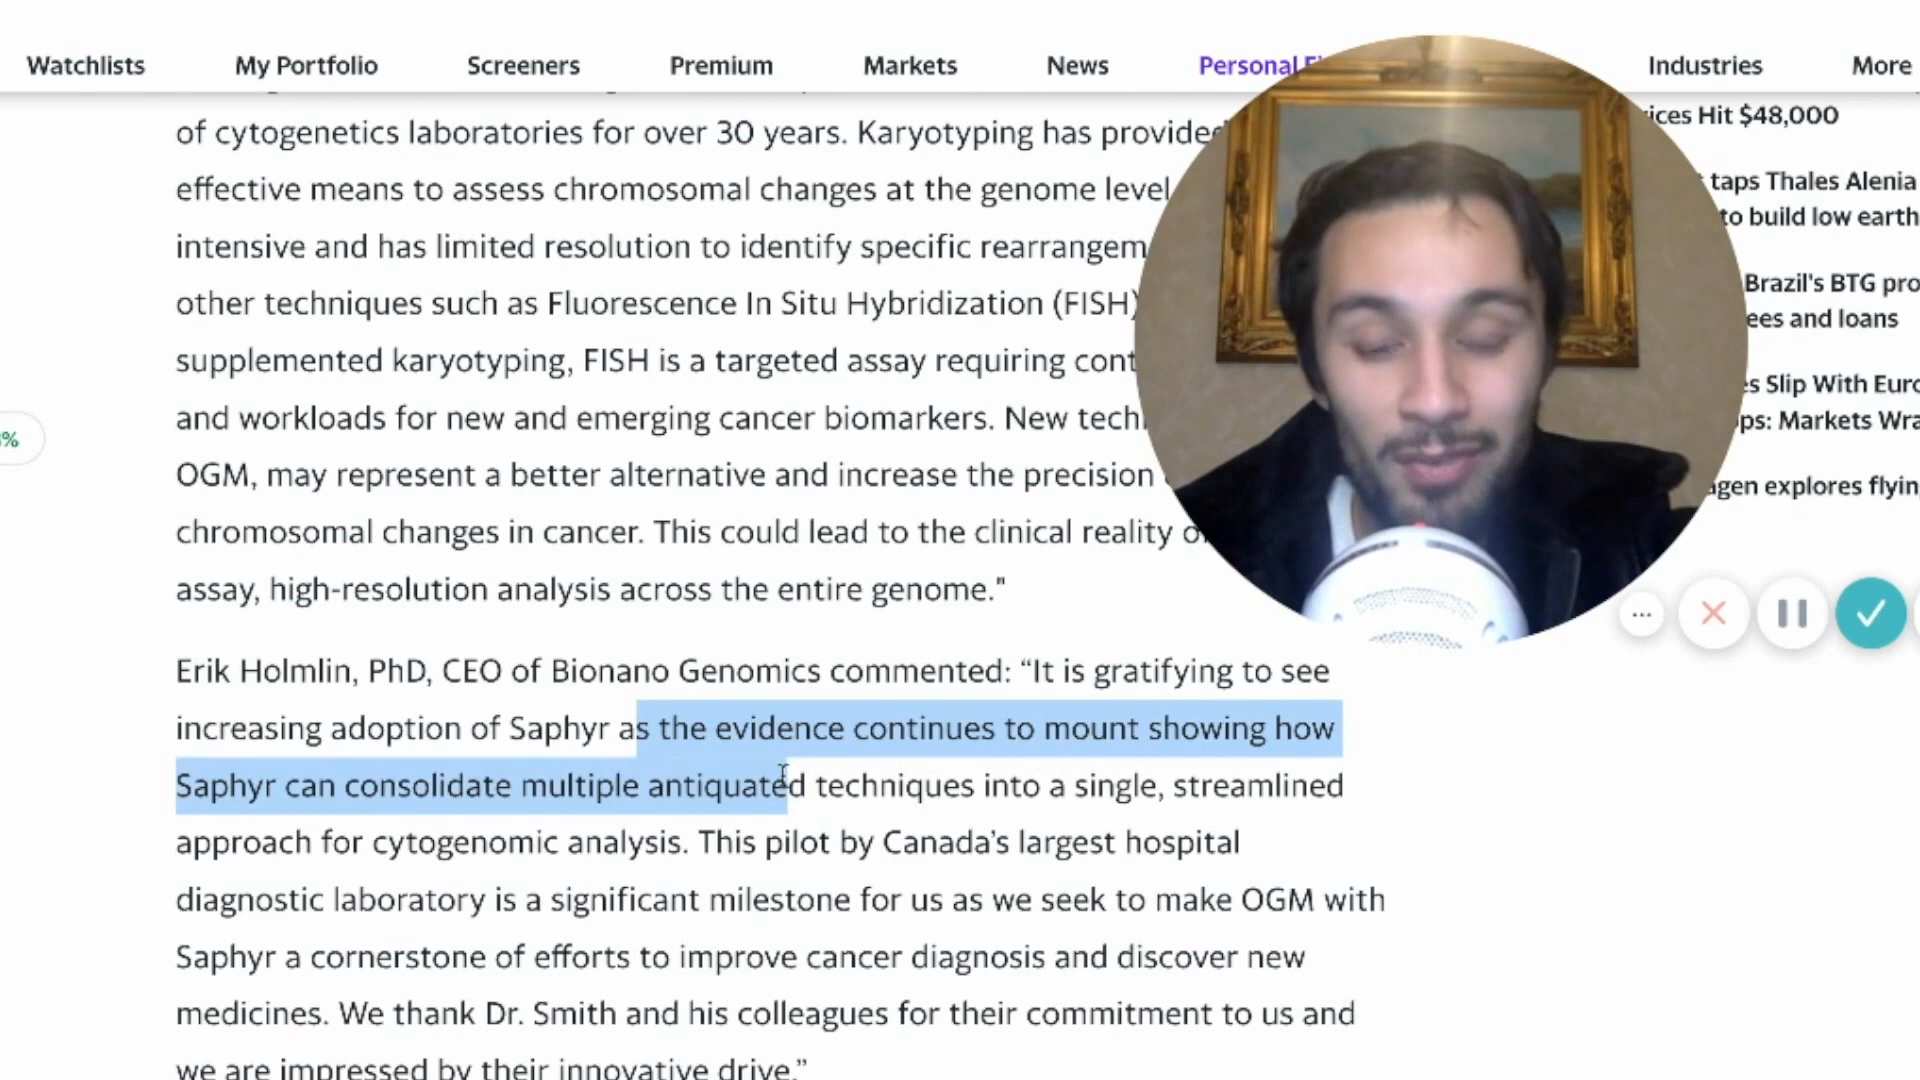 Watchlists My Portfolio Screeners Premium Markets News Personal Industries More
of cytogenetics laboratories for over 30 years. Karyotyping has provided
effective means to assess chromosomal changes at the genome level
intensive and has limited resolution to identify specific rearrangem
other techniques such as Fluorescence In Situ Hybridization (FISH)
supplemented karyotyping, FISH is a targeted assay requiring cont
and workloads for new and emerging cancer biomarkers. New tech
OGM, may represent a better alternative and increase the precision
chromosomal changes in cancer. This could lead to the clinical reality
assay, high-resolution analysis across the entire genome."
Erik Holmlin, PhD, CEO of Bionano Genomics commented: “It is gratifying to see
increasing adoption of Saphyr as the evidence continues to mount showing how
Saphyr can consolidate multiple antiquated techniques into a single, streamlined
approach for cytogenomic analysis. This pilot by Canada’s largest hospital
diagnostic laboratory is a significant milestone for us as we seek to make OGM with
Saphyr a cornerstone of efforts to improve cancer diagnosis and discover new
medicines. We thank Dr. Smith and his colleagues for their commitment to us and
we are impressed by their innovative drive.”
ices Hit $48,000
taps Thales Alenia
to build low earth
Brazil's BTG pro
ees and loans
es Slip With Euro
ops: Markets Wra
agen explores flyin
%